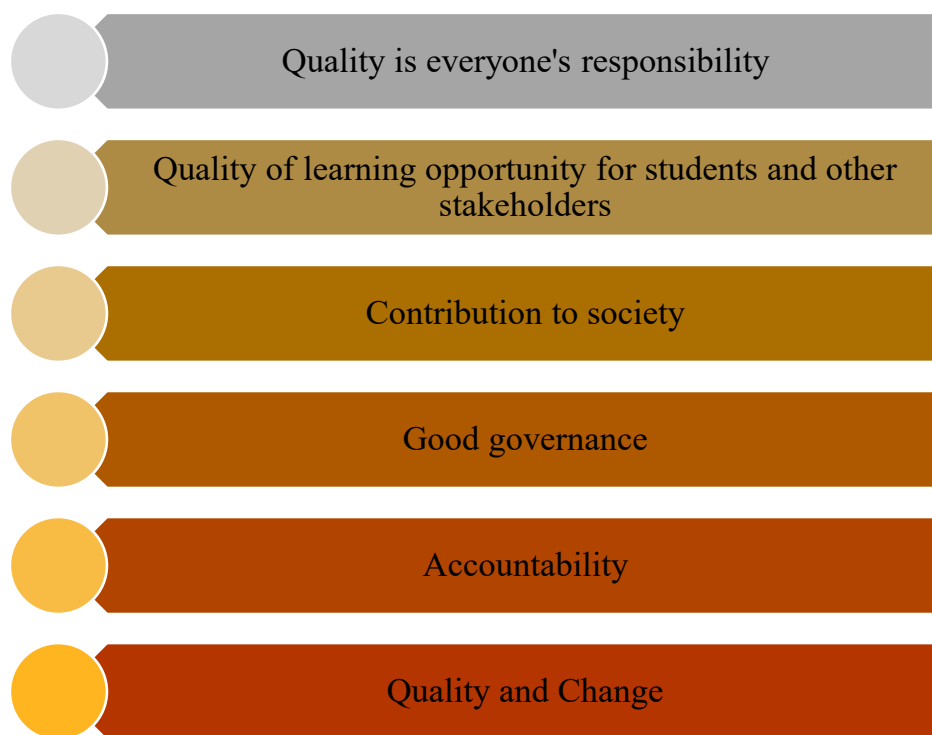 Quality is everyone's responsibility
Quality of learning opportunity for students and other
stakeholders
Contribution to society
Good governance
Accountability
Quality and Change